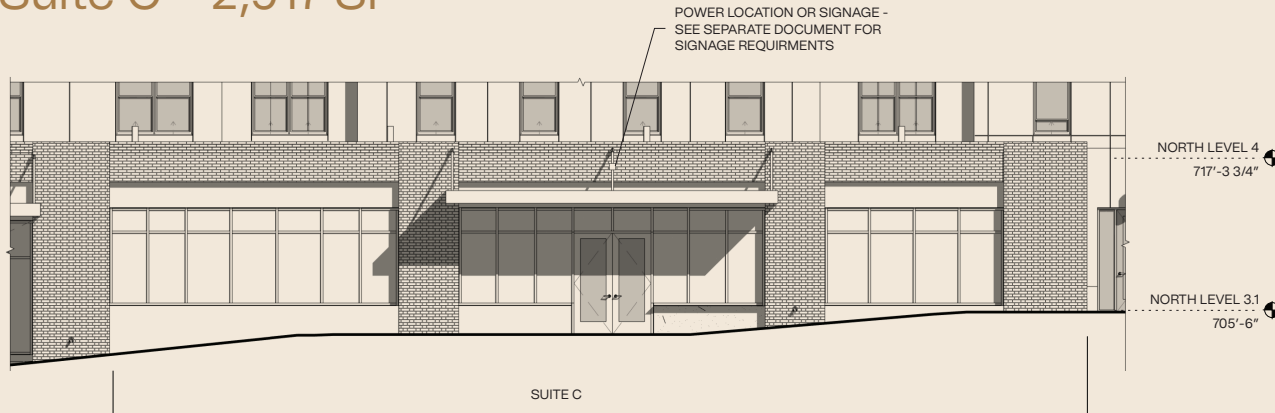 Suite C – 2,517 SF
POWER LOCATION OR SIGNAGE -
SEE SEPARATE DOCUMENT FOR
SIGNAGE REQUIRMENTS
NORTH LEVEL 4
717'-3 3/4"
NORTH LEVEL 3.1
705'-6"
SUITE C